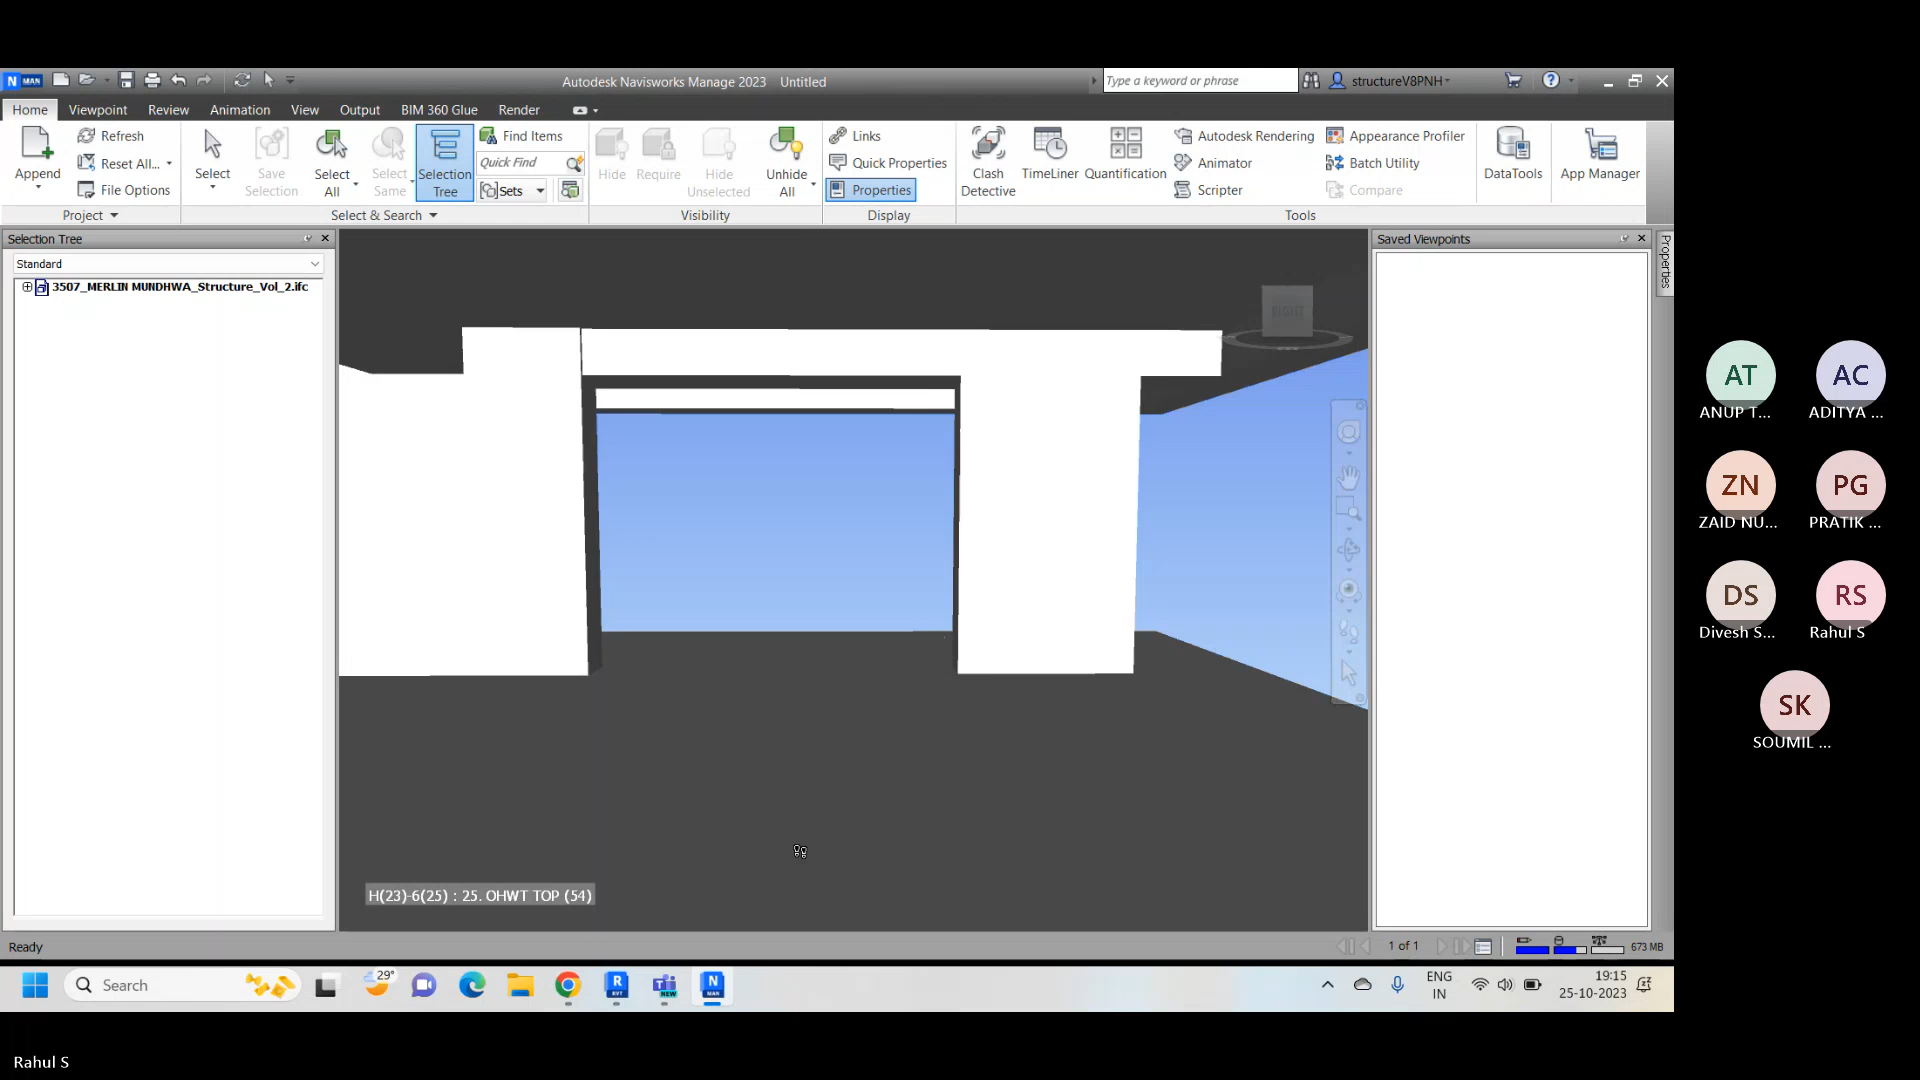 N MAN
Autodesk Navisworks Manage 2023 Untitled
Type a keyword or phrase
structureV8PNH
Home Viewpoint Review Animation View Output BIM 360 Glue Render
Append
Refresh
Reset All...
File Options
Project
Select
Save Selection
Select All
Select Same
Selection Tree
Find Items
Quick Find
Sets
Select & Search
Hide
Require
Hide Unselected
Unhide All
Visibility
Links
Quick Properties
Properties
Display
Clash Detective
TimeLiner
Quantification
Autodesk Rendering
Animator
Scripter
Appearance Profiler
Batch Utility
Compare
Tools
DataTools
App Manager
Selection Tree
Standard
3507_MERLIN MUNDHWA_Structure_Vol_2.ifc
RIGHT
H(23)-6(25) : 25. OHWT TOP (54)
Saved Viewpoints
Properties
Ready
1 of 1
673 MB
Search
29°
R
RVT
NEW
N
MAN
ENG
IN
19:15
25-10-2023
AT
ANUP T...
AC
ADITYA ...
ZN
ZAID NU...
PG
PRATIK ...
DS
Divesh S...
RS
Rahul S
SK
SOUMIL ...
Rahul S